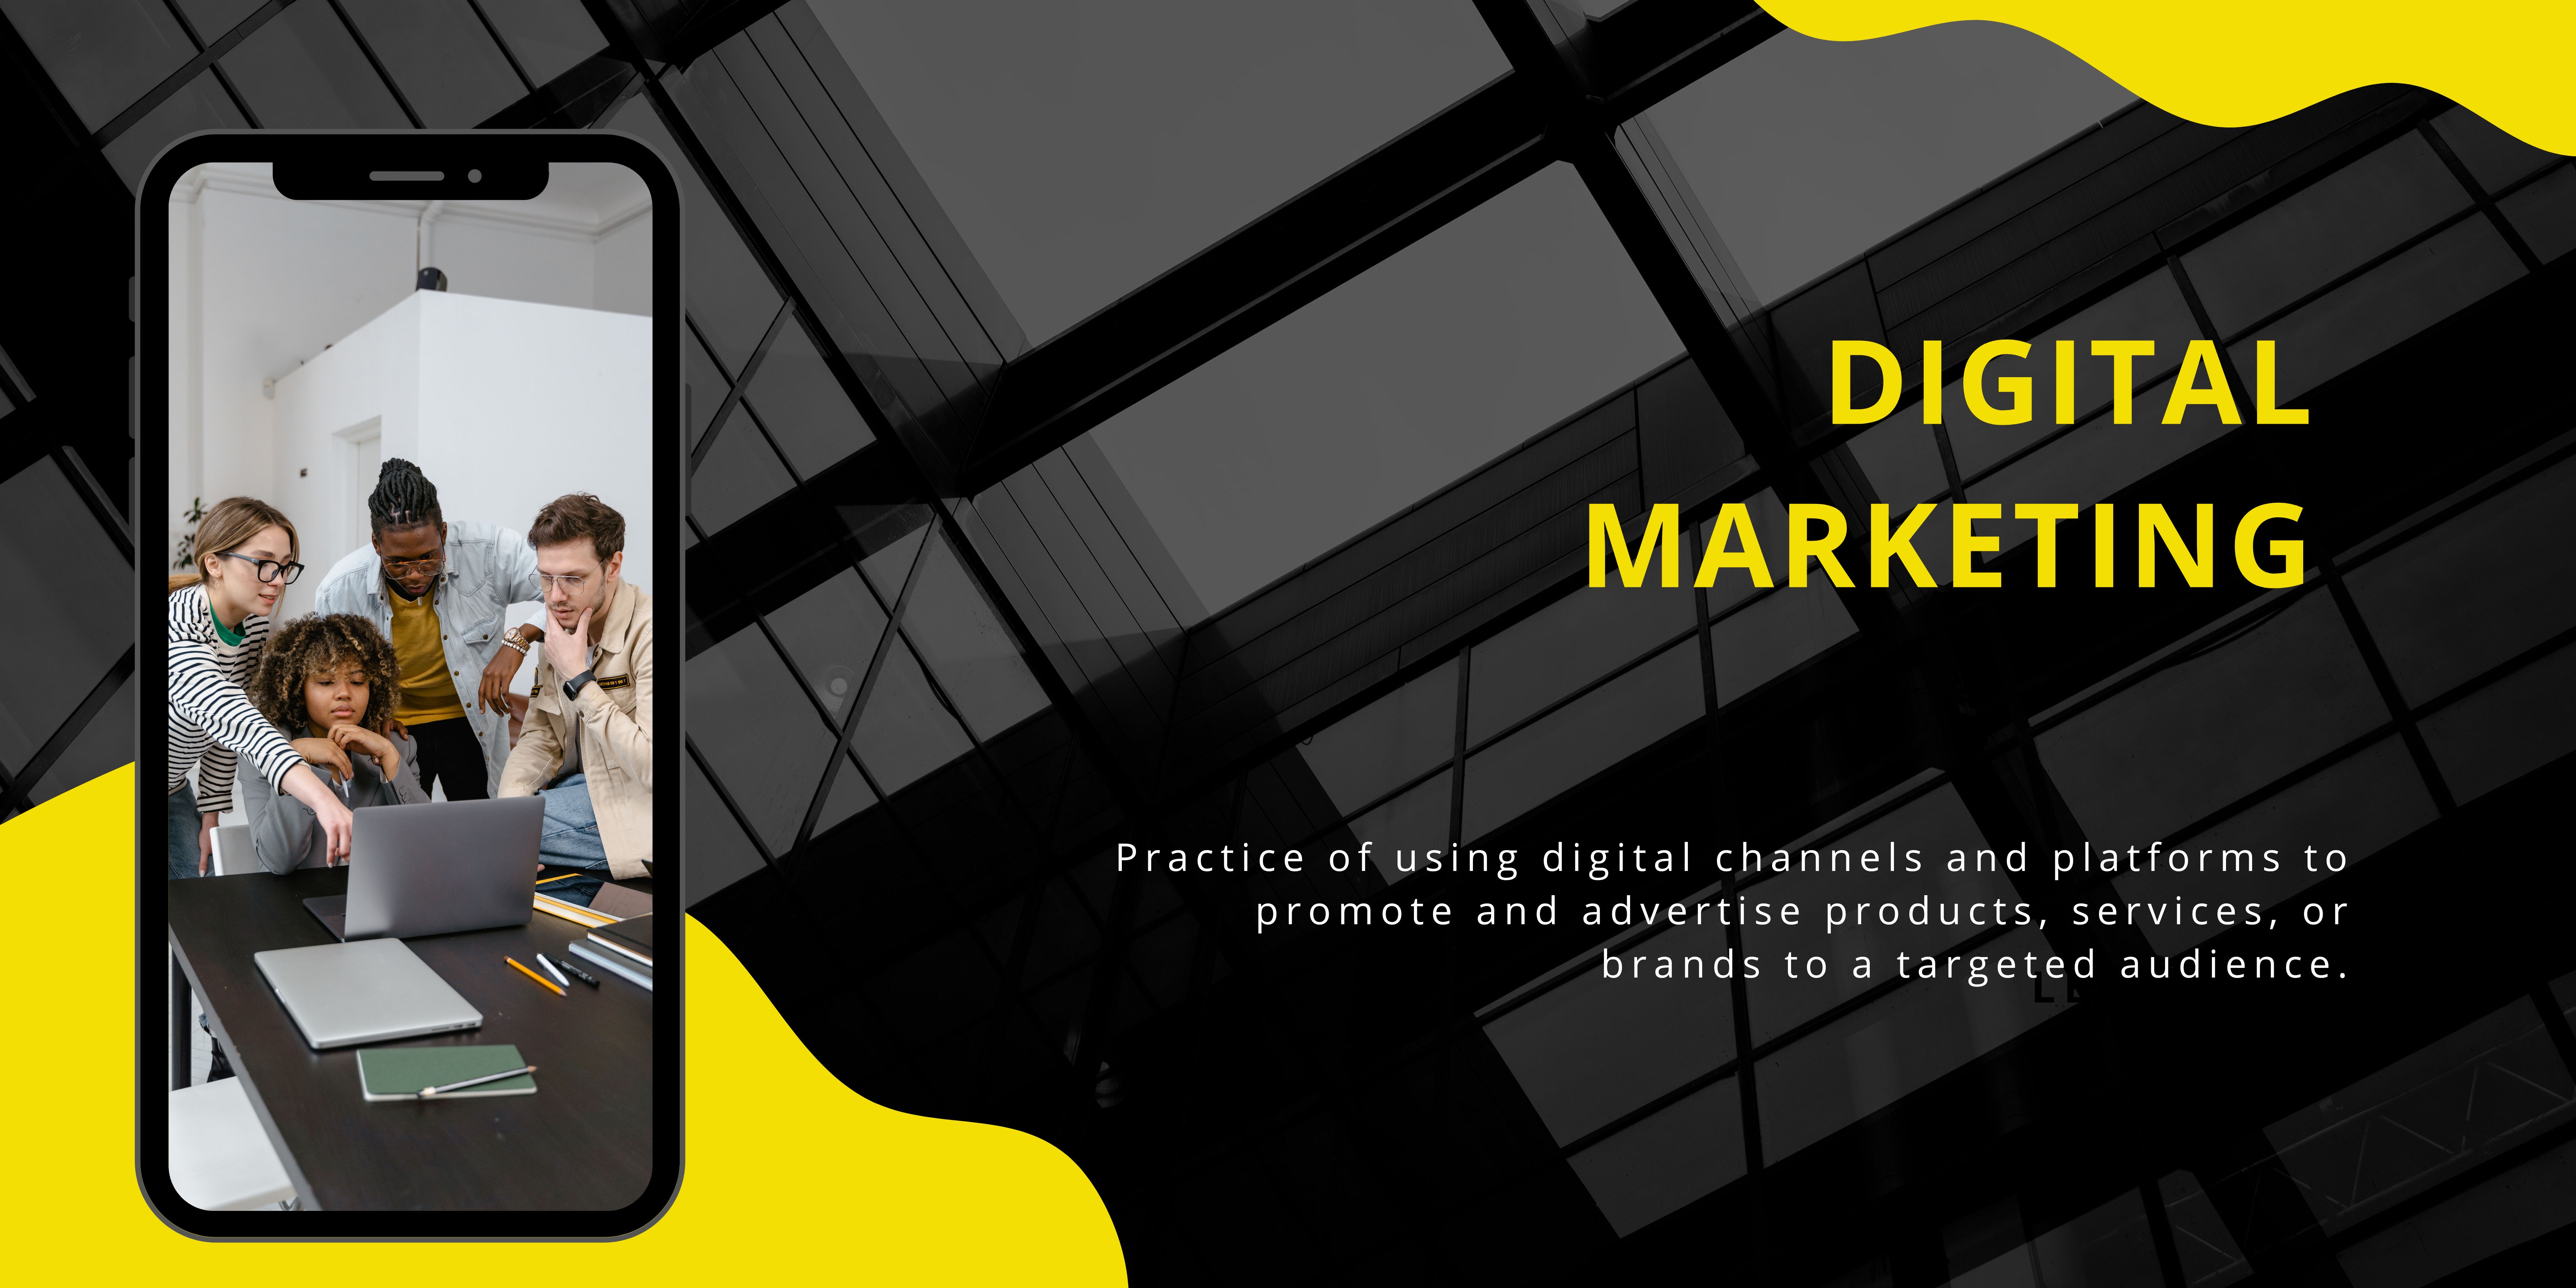 DIGITAL
MARKETING
Practice of using digital channels and platforms to
promote and advertise products, services, or
brands to a targeted audience.